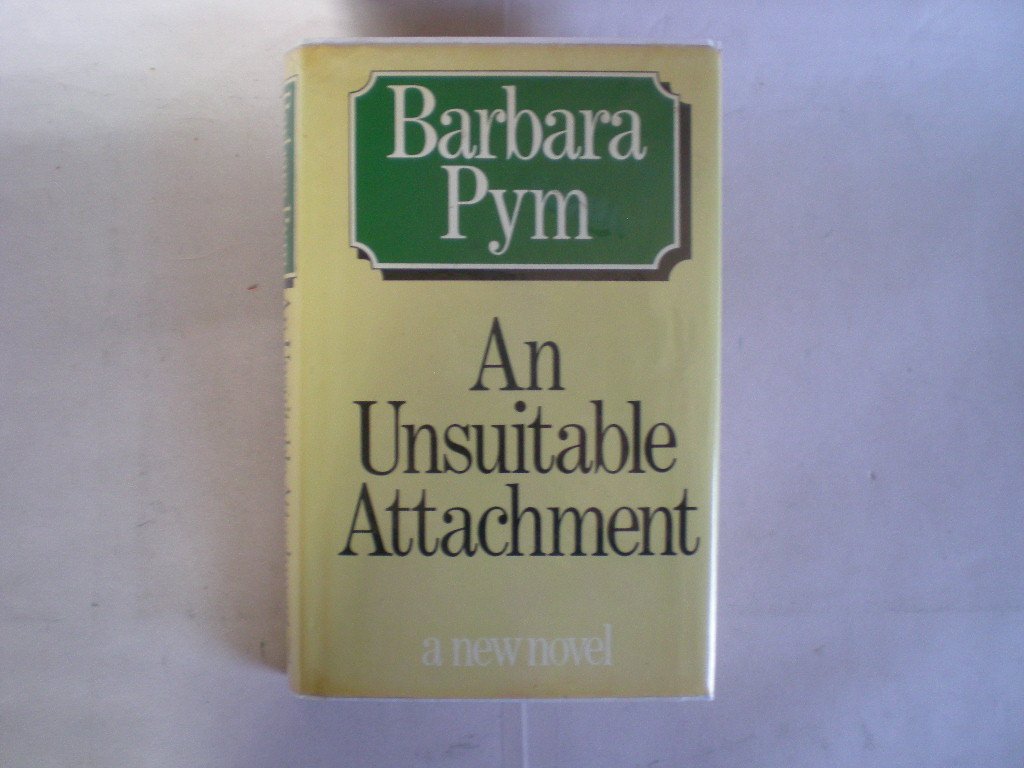 Barbara
Pym
An
Unsuitable
Attachment
a new novel